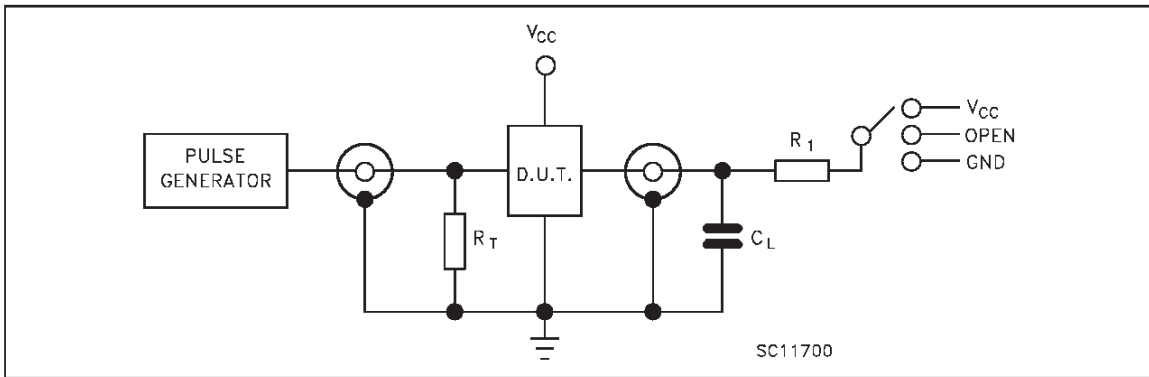 VCC
PULSE
GENERATOR
D.U.T.
RT
R1
CL
VCC
OPEN
GND
SC11700